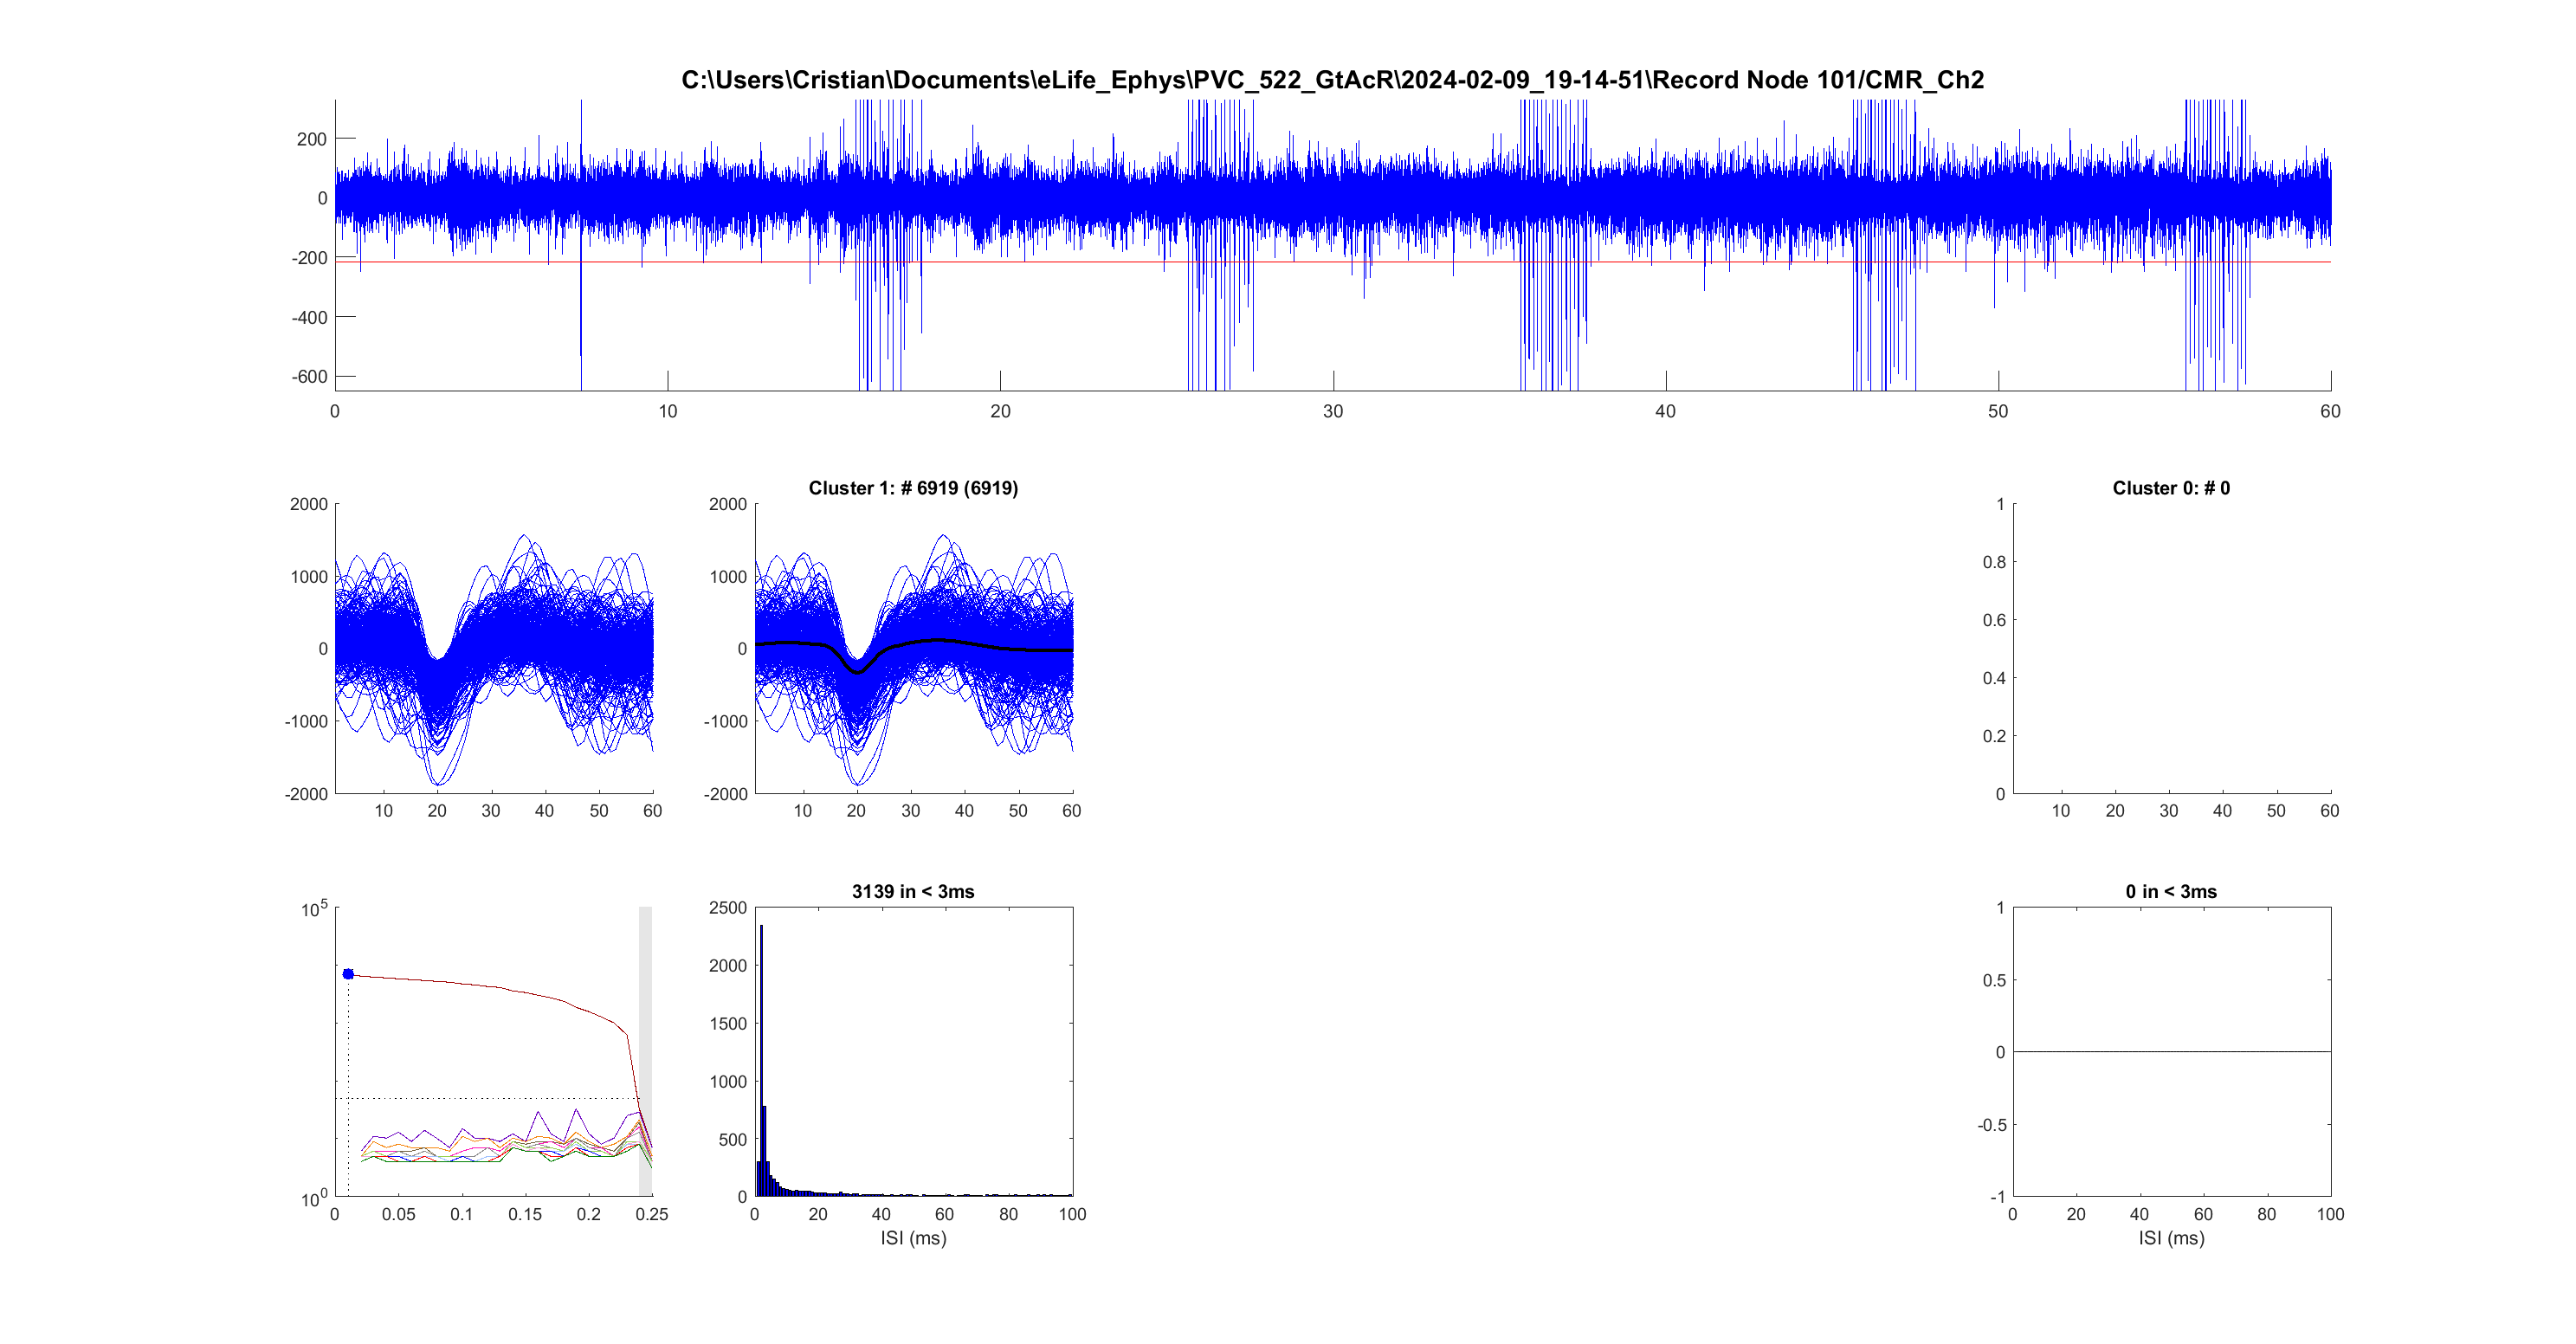 C:\Users\Cristian\Documents\eLife_Ephys\PVC_522_GtAcR\2024-02-09_19-14-51\Record Node 101/CMR_Ch2
200
0
-200
-400
-600
0 10 20 30 40 50 60
Cluster 1: # 6919 (6919)
Cluster 0: # 0
2000
1000
0
-1000
-2000
10 20 30 40 50 60
2000
1000
0
-1000
-2000
10 20 30 40 50 60
1
0.8
0.6
0.4
0.2
0
10 20 30 40 50 60
10^5
10^0
0 0.05 0.1 0.15 0.2 0.25
3139 in < 3ms
2500
2000
1500
1000
500
0
0 20 40 60 80 100
ISI (ms)
0 in < 3ms
1
0.5
0
-0.5
-1
0 20 40 60 80 100
ISI (ms)